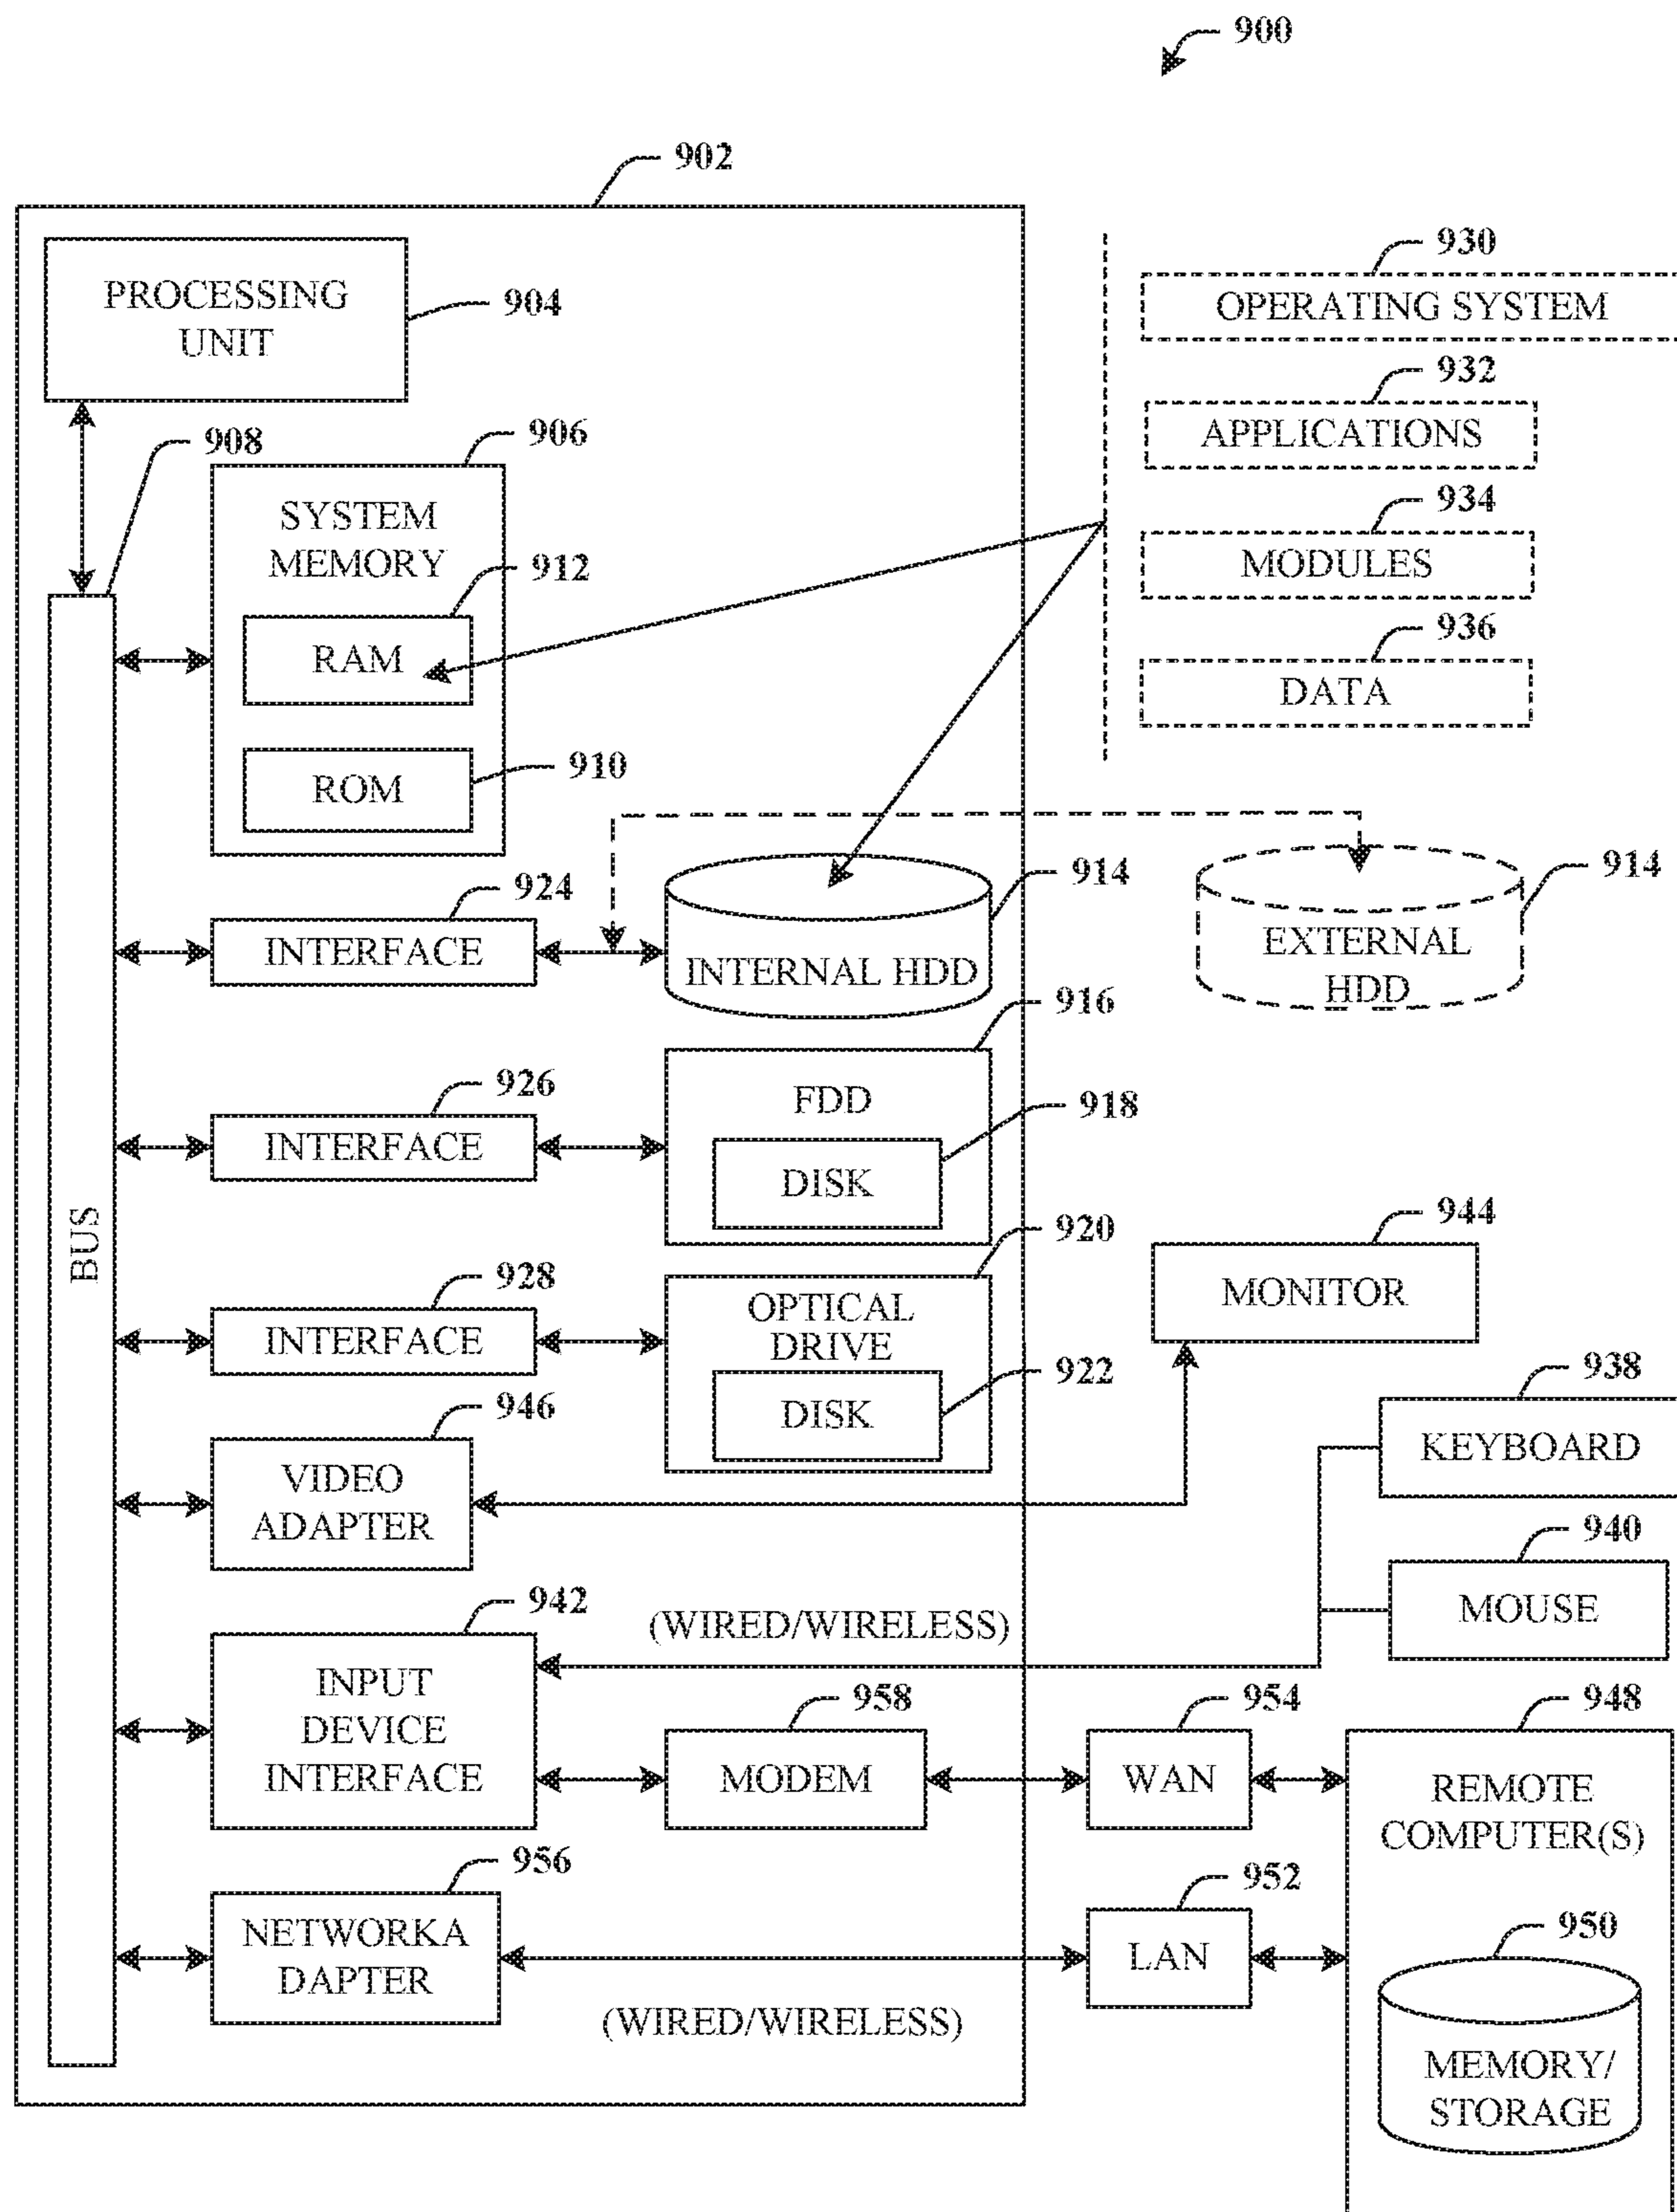 900
902
PROCESSING
UNIT
904
908
906
SYSTEM
MEMORY
912
RAM
ROM
910
930
OPERATING SYSTEM
932
APPLICATIONS
934
MODULES
936
DATA
924
INTERFACE
INTERNAL HDD
914
EXTERNAL
HDD
914
926
INTERFACE
916
FDD
918
DISK
BUS
928
INTERFACE
920
OPTICAL
DRIVE
922
DISK
944
MONITOR
946
VIDEO
ADAPTER
938
KEYBOARD
940
MOUSE
942
INPUT
DEVICE
INTERFACE
(WIRED/WIRELESS)
958
MODEM
954
WAN
948
REMOTE
COMPUTER(S)
956
NETWORKA
DAPTER
(WIRED/WIRELESS)
952
LAN
950
MEMORY/
STORAGE